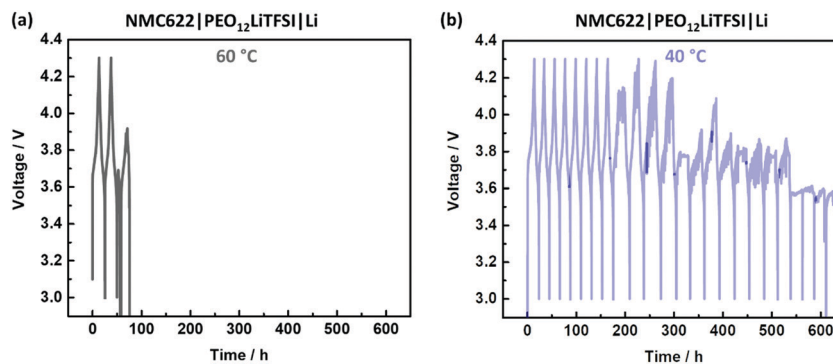 (a)
NMC622|PEO₁₂LiTFSI|Li
60 °C
4.4
4.2
4.0
3.8
3.6
3.4
3.2
3.0
Voltage / V
0 100 200 300 400 500 600
Time / h
(b)
NMC622|PEO₁₂LiTFSI|Li
40 °C
4.4
4.2
4.0
3.8
3.6
3.4
3.2
3.0
Voltage / V
0 100 200 300 400 500 600
Time / h